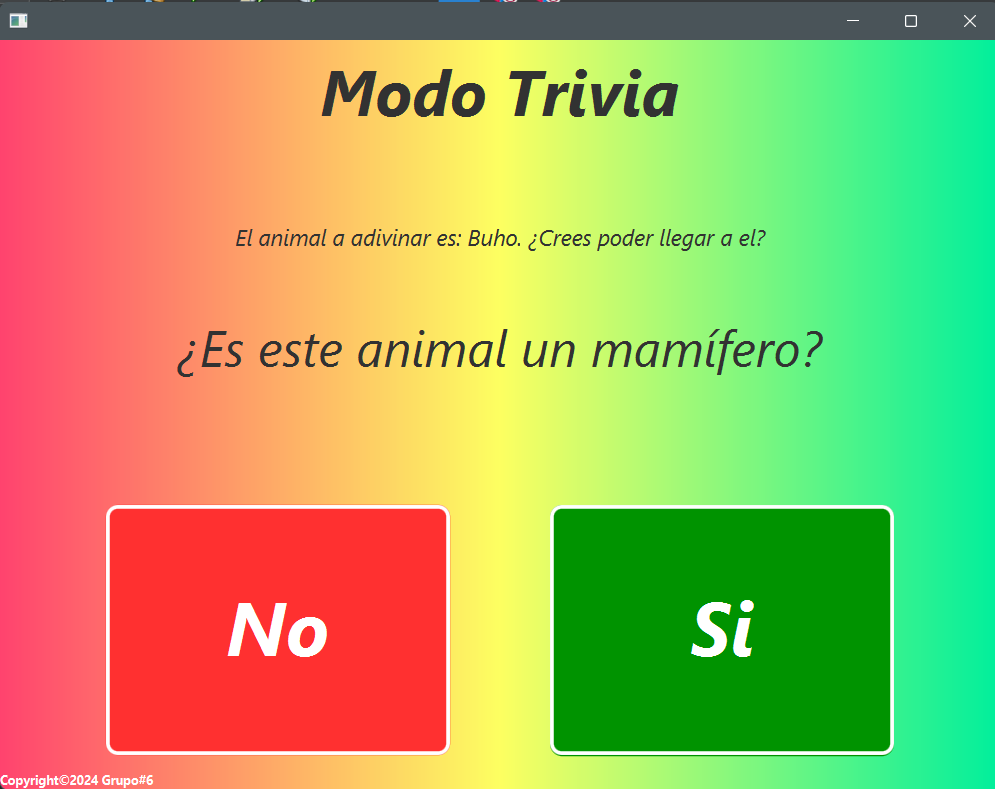 Modo Trivia
El animal a adivinar es: Buho. ¿Crees poder llegar a el?
¿Es este animal un mamífero?
No
Si
Copyright©2024 Grupo#6